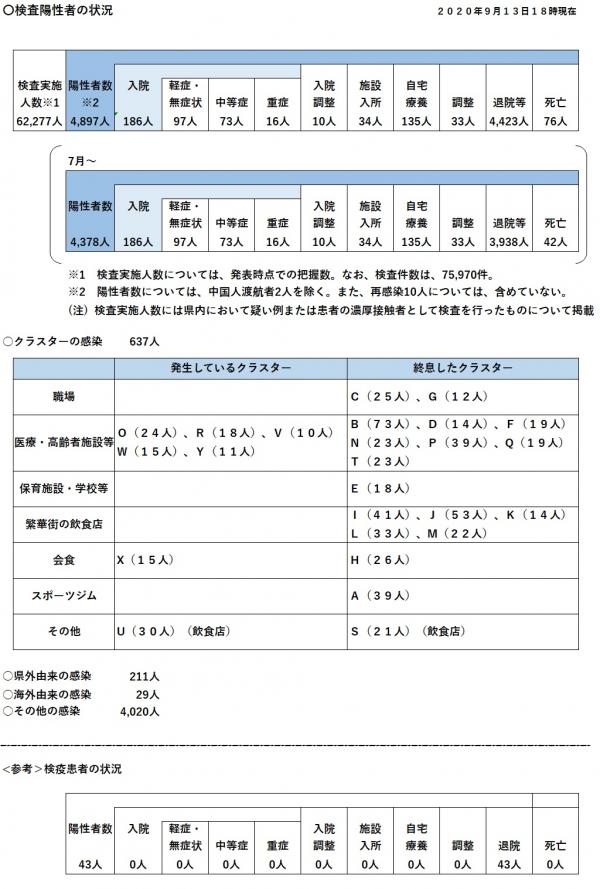 〇検査陽性者の状況
２０２０年９月１３日１８時現在
検査実施人数※1 陽性者数※2 入院 軽症・無症状 中等症 重症 入院調整 施設入所 自宅療養 調整 退院等 死亡
62,277人 4,897人 186人 97人 73人 16人 10人 34人 135人 33人 4,423人 76人
7月～
陽性者数 入院 軽症・無症状 中等症 重症 入院調整 施設入所 自宅療養 調整 退院等 死亡
4,378人 186人 97人 73人 16人 10人 34人 135人 33人 3,938人 42人
※1 検査実施人数については、発表時点での把握数。なお、検査件数は、75,970件。
※2 陽性者数については、中国人渡航者2人を除く。また、再感染10人については、含めていない。
（注）検査実施人数には県内において疑い例または患者の濃厚接触者として検査を行ったものについて掲載
〇クラスターの感染 637人
発生しているクラスター 終息したクラスター
職場 C（２５人）、G（１２人）
医療・高齢者施設等 O（２４人）、R（１８人）、V（１０人）
W（１５人）、Y（１１人）
B（７３人）、D（１４人）、F（１９人）
N（２３人）、P（３９人）、Q（１９人）
T（２３人）
保育施設・学校等 E（１８人）
繁華街の飲食店 I（４１人）、J（５３人）、K（１４人）
L（３３人）、M（２２人）
会食 X（１５人） H（２６人）
スポーツジム A（３９人）
その他 U（３０人）（飲食店） S（２１人）（飲食店）
〇県外由来の感染 211人
〇海外由来の感染 29人
〇その他の感染 4,020人
＜参考＞検疫患者の状況
陽性者数 入院 軽症・無症状 中等症 重症 入院調整 施設入所 自宅療養 調整 退院 死亡
43人 0人 0人 0人 0人 0人 0人 0人 0人 43人 0人